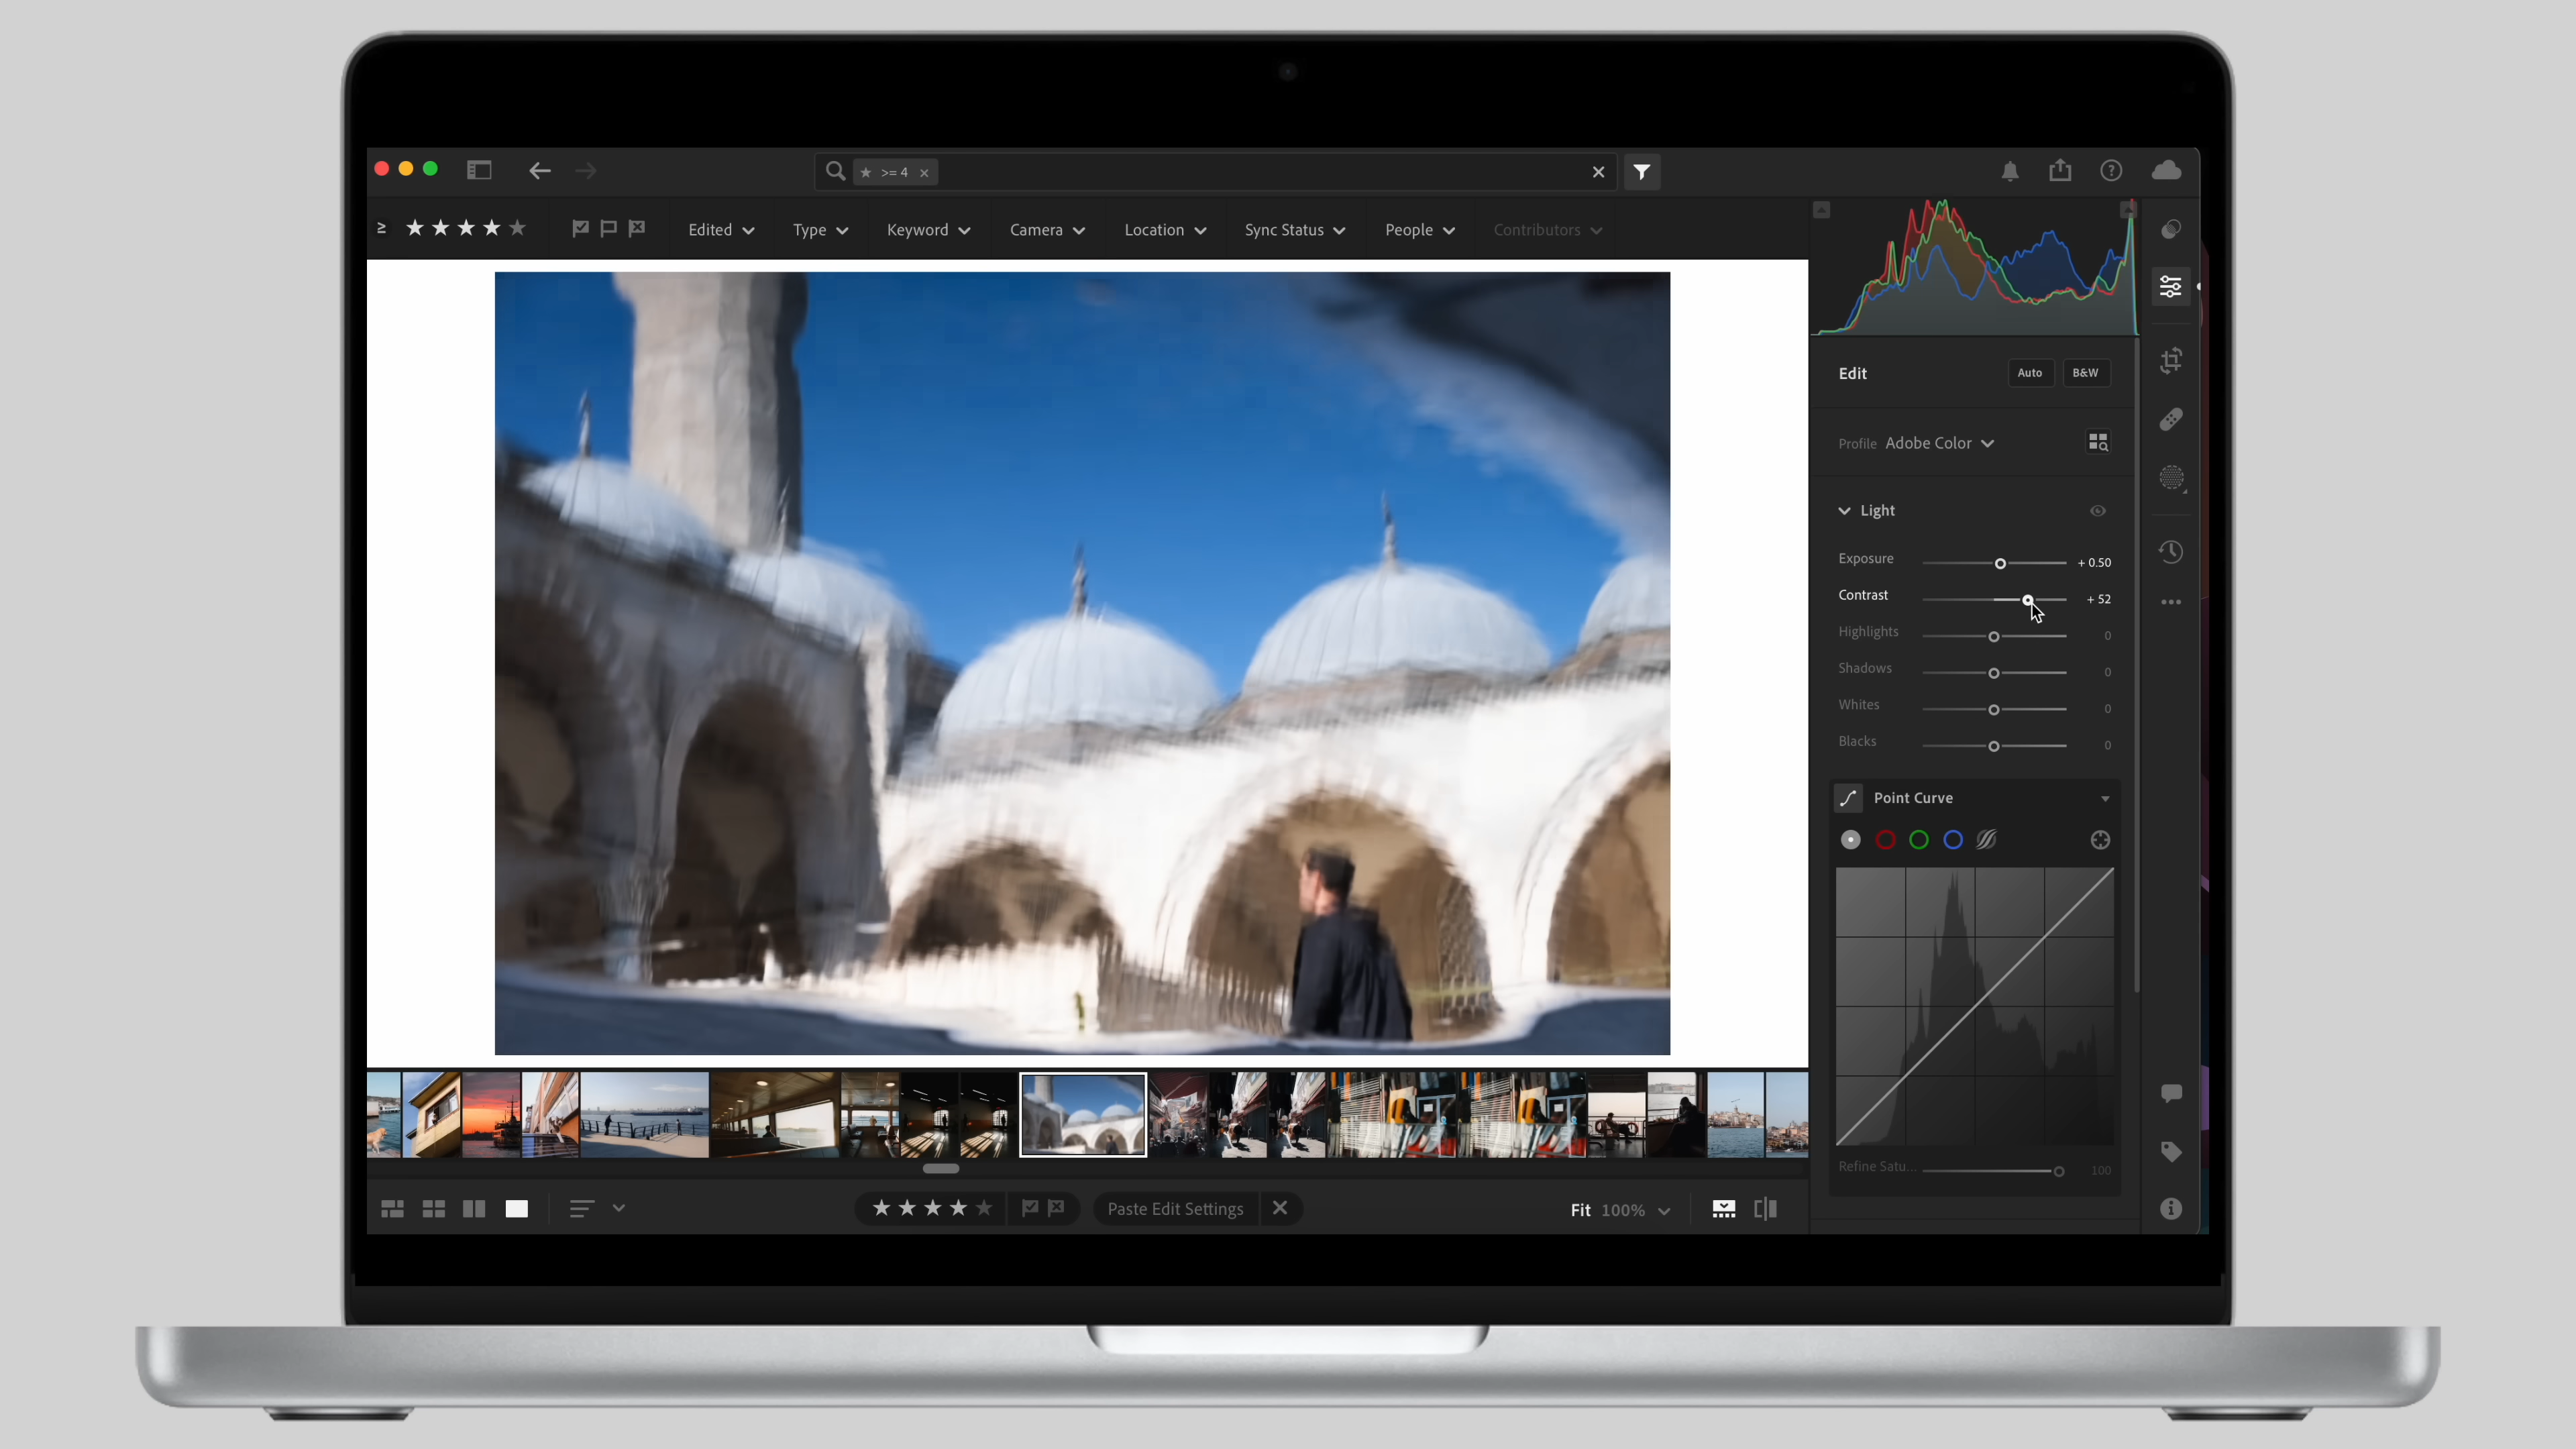 >= 4
≥
Edited
Type
Keyword
Camera
Location
Sync Status
People
Contributors
Edit
Auto
B&W
Profile Adobe Color
Light
Exposure + 0.50
Contrast + 52
Highlights 0
Shadows 0
Whites 0
Blacks 0
Point Curve
Refine Satu... 100
Paste Edit Settings
Fit 100%